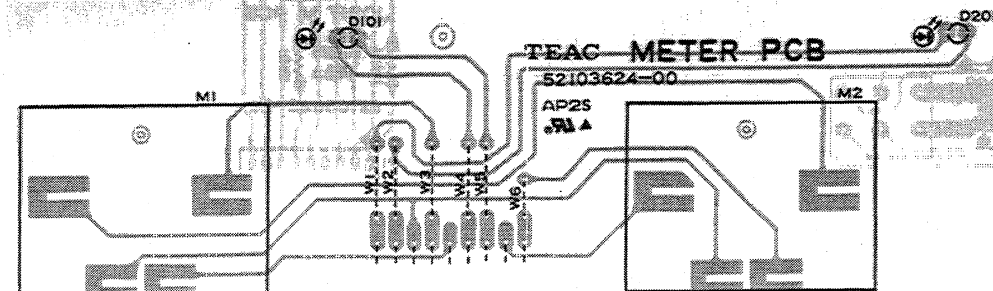 D101
D201
TEAC METER PCB
52103624-00
M1
M2
AP2S
W1
W2
W3
W4
W5
W6